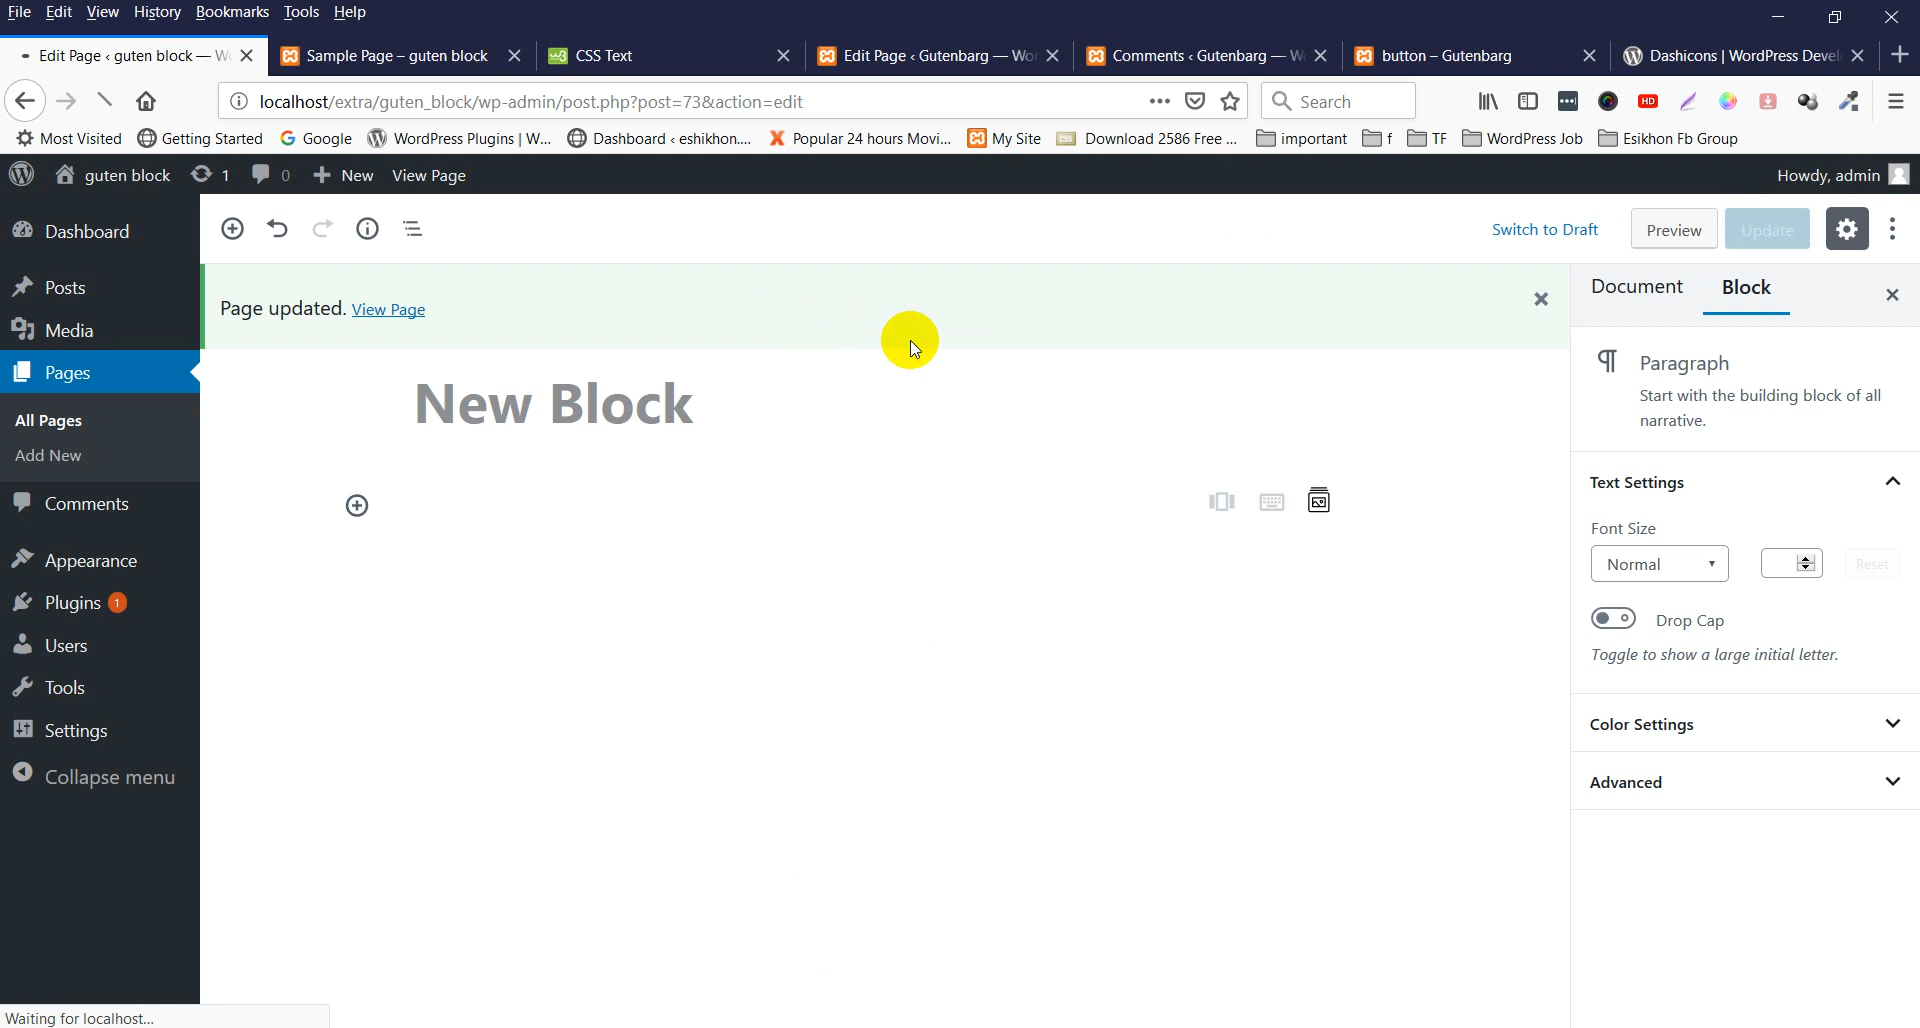 File Edit View History Bookmarks Tools Help
Edit Page ‹ guten block — W
Sample Page – guten block
CSS Text
Edit Page ‹ Gutenbarg — Wor
Comments ‹ Gutenbarg — W
button – Gutenbarg
Dashicons | WordPress Devel
localhost/extra/guten_block/wp-admin/post.php?post=73&action=edit
Search
HD
Most Visited Getting Started Google WordPress Plugins | W... Dashboard ‹ eshikhon.... Popular 24 hours Movi... My Site Download 2586 Free ... important f TF WordPress Job Esikhon Fb Group
guten block 1 0 New View Page
Howdy, admin
Dashboard
Posts
Media
Pages
All Pages
Add New
Comments
Appearance
Plugins 1
Users
Tools
Settings
Collapse menu
Switch to Draft Preview Update
Page updated. View Page
New Block
Document Block
Paragraph
Start with the building block of all
narrative.
Text Settings
Font Size
Normal
Reset
Drop Cap
Toggle to show a large initial letter.
Color Settings
Advanced
Waiting for localhost...